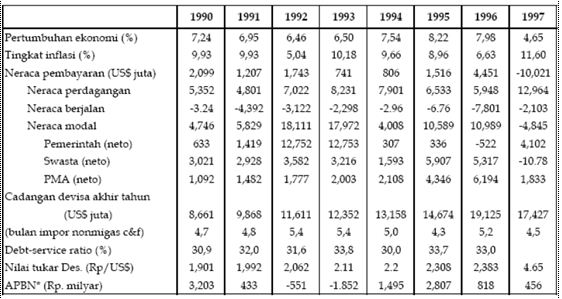 1990 1991 1992 1993 1994 1995 1996 1997
Pertumbuhan ekonomi (%) 7,24 6,95 6,46 6,50 7,54 8,22 7,98 4,65
Tingkat inflasi (%) 9,93 9,93 5,04 10,18 9,66 8,96 6,63 11,60
Neraca pembayaran (US$ juta) 2,099 1,207 1,743 741 806 1,516 4,451 -10,021
Neraca perdagangan 5,352 4,801 7,022 8,231 7,901 6,533 5,948 12,964
Neraca berjalan -3.24 -4,392 -3,122 -2,298 -2.96 -6.76 -7,801 -2,103
Neraca modal 4,746 5,829 18,111 17,972 4,008 10,589 10,989 -4,845
Pemerintah (neto) 633 1,419 12,752 12,753 307 336 -522 4,102
Swasta (neto) 3,021 2,928 3,582 3,216 1,593 5,907 5,317 -10.78
PMA (neto) 1,092 1,482 1,777 2,003 2,108 4,346 6,194 1,833
Cadangan devisa akhir tahun
(US$ juta) 8,661 9,868 11,611 12,352 13,158 14,674 19,125 17,427
(bulan impor nonmigas c&f) 4,7 4,8 5,4 5,4 5,0 4,3 5,2 4,5
Debt-service ratio (%) 30,9 32,0 31,6 33,8 30,0 33,7 33,0
Nilai tukar Des. (Rp/US$) 1,901 1,992 2,062 2.11 2.2 2,308 2,383 4.65
APBN* (Rp. milyar) 3,203 433 -551 -1.852 1,495 2,807 818 456